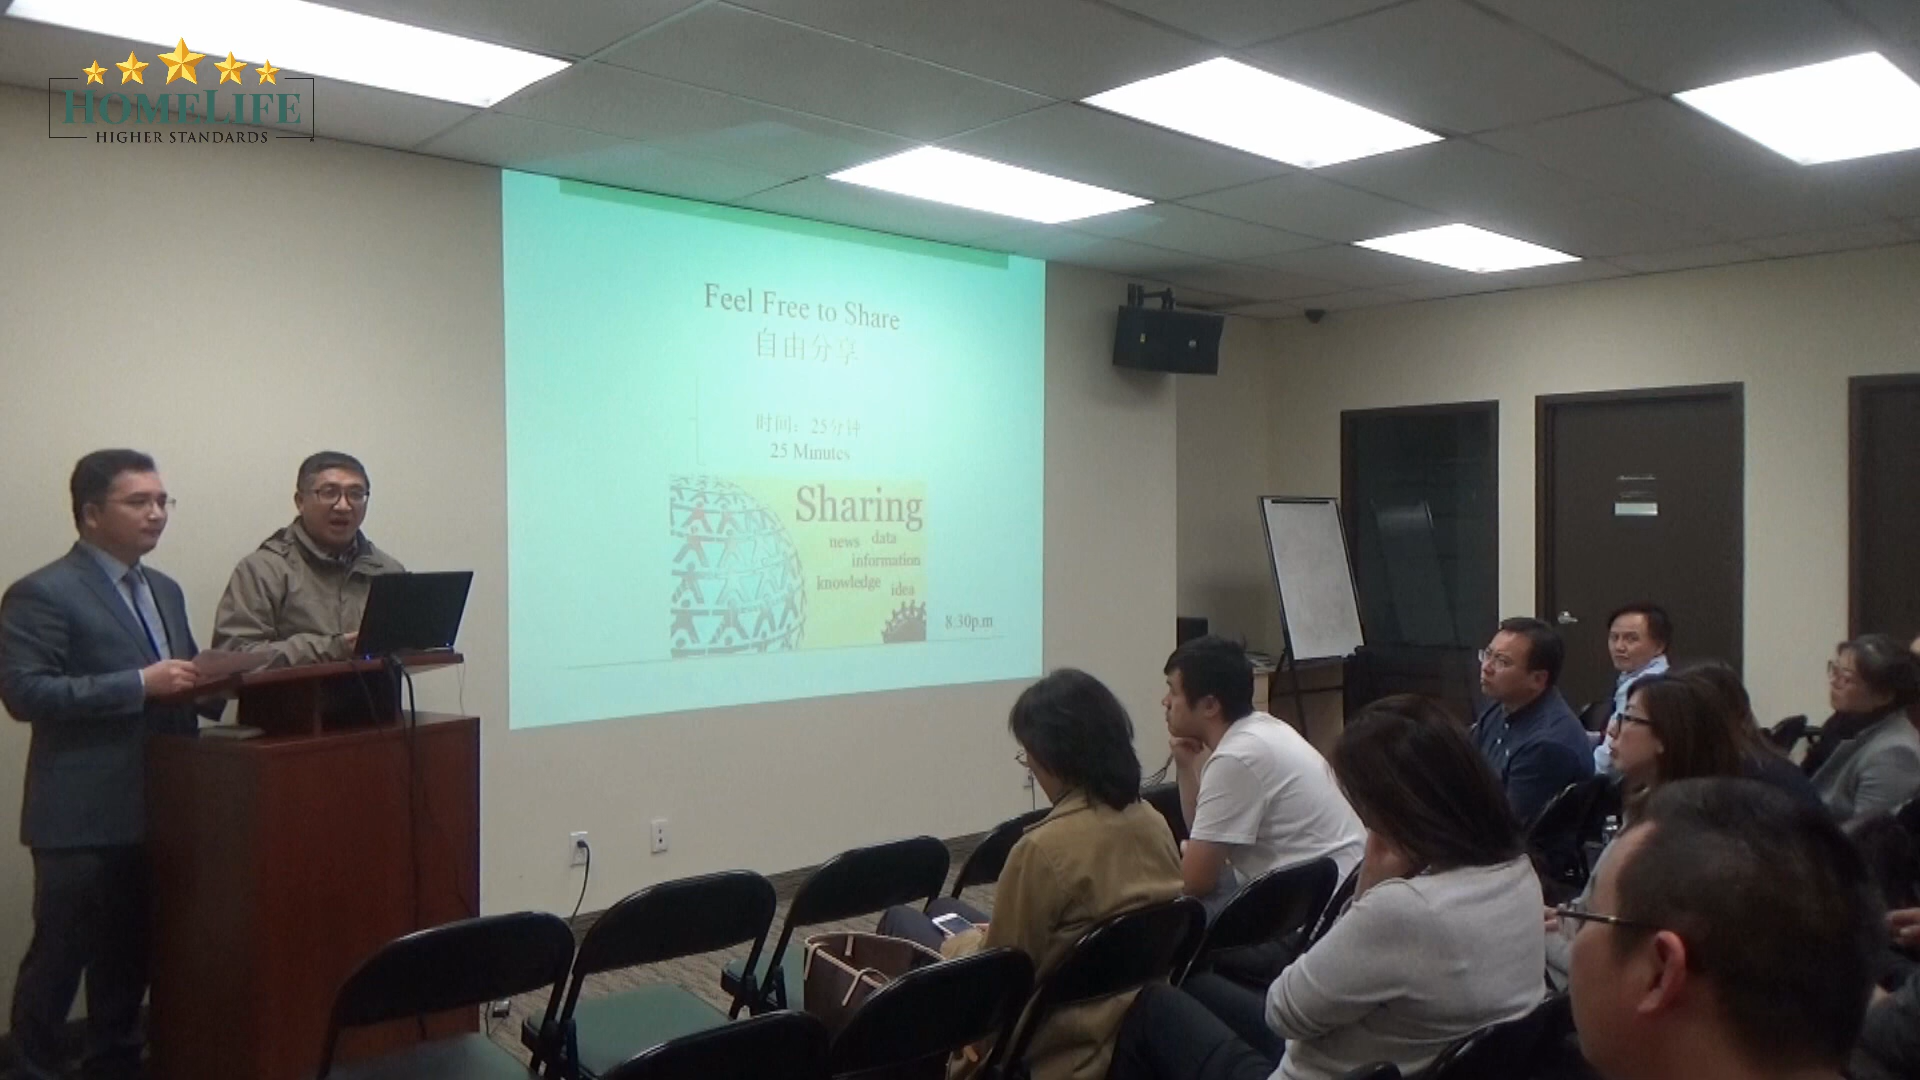 HOMELIFE
HIGHER STANDARDS
Feel Free to Share
自由分享
时间：25分钟
25 Minutes
Sharing
news data
information
knowledge
idea
8:30p.m